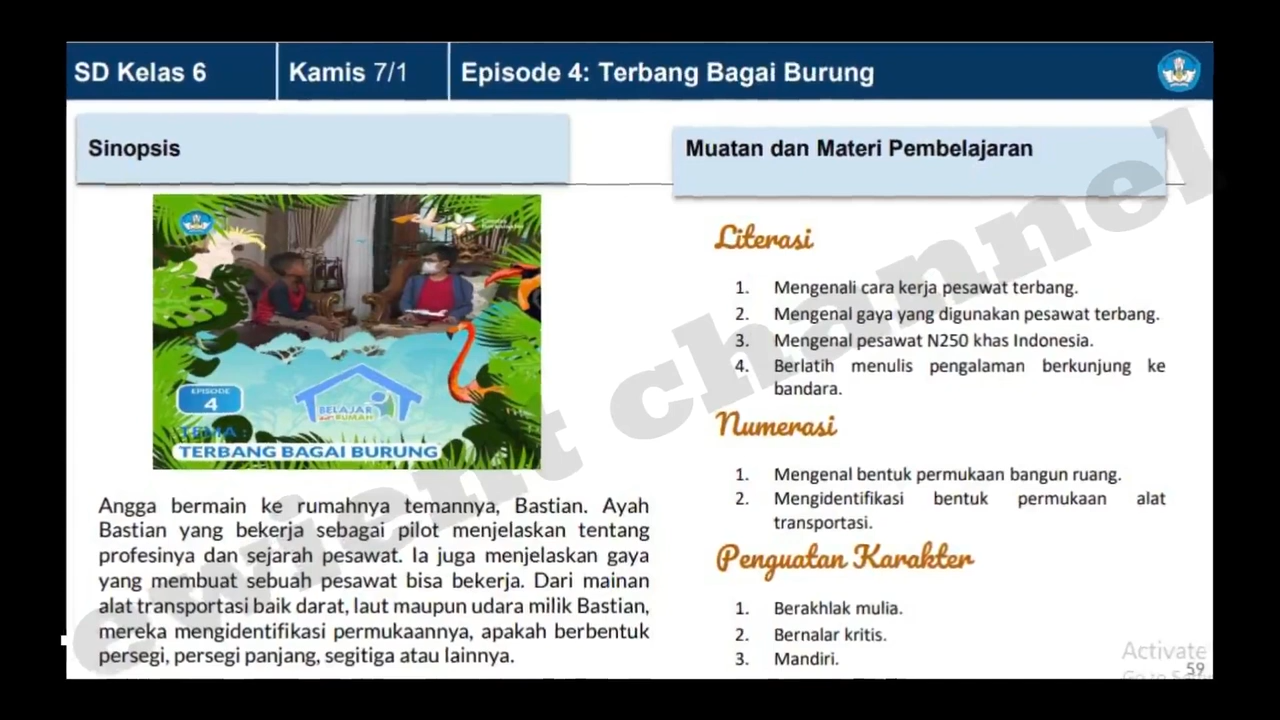 SD Kelas 6
Kamis 7/1
Episode 4: Terbang Bagai Burung
Sinopsis
EPISODE
4
BELAJAR
RUMAH
TEMA :
TERBANG BAGAI BURUNG
Angga bermain ke rumahnya temannya, Bastian. Ayah
Bastian yang bekerja sebagai pilot menjelaskan tentang
profesinya dan sejarah pesawat. Ia juga menjelaskan gaya
yang membuat sebuah pesawat bisa bekerja. Dari mainan
alat transportasi baik darat, laut maupun udara milik Bastian,
mereka mengidentifikasi permukaannya, apakah berbentuk
persegi, persegi panjang, segitiga atau lainnya.
Muatan dan Materi Pembelajaran
Literasi
1. Mengenali cara kerja pesawat terbang.
2. Mengenal gaya yang digunakan pesawat terbang.
3. Mengenal pesawat N250 khas Indonesia.
4. Berlatih menulis pengalaman berkunjung ke
bandara.
Numerasi
1. Mengenal bentuk permukaan bangun ruang.
2. Mengidentifikasi bentuk permukaan alat
transportasi.
Penguatan Karakter
1. Berakhlak mulia.
2. Bernalar kritis.
3. Mandiri.
ewient channel
Activate
Go to
59